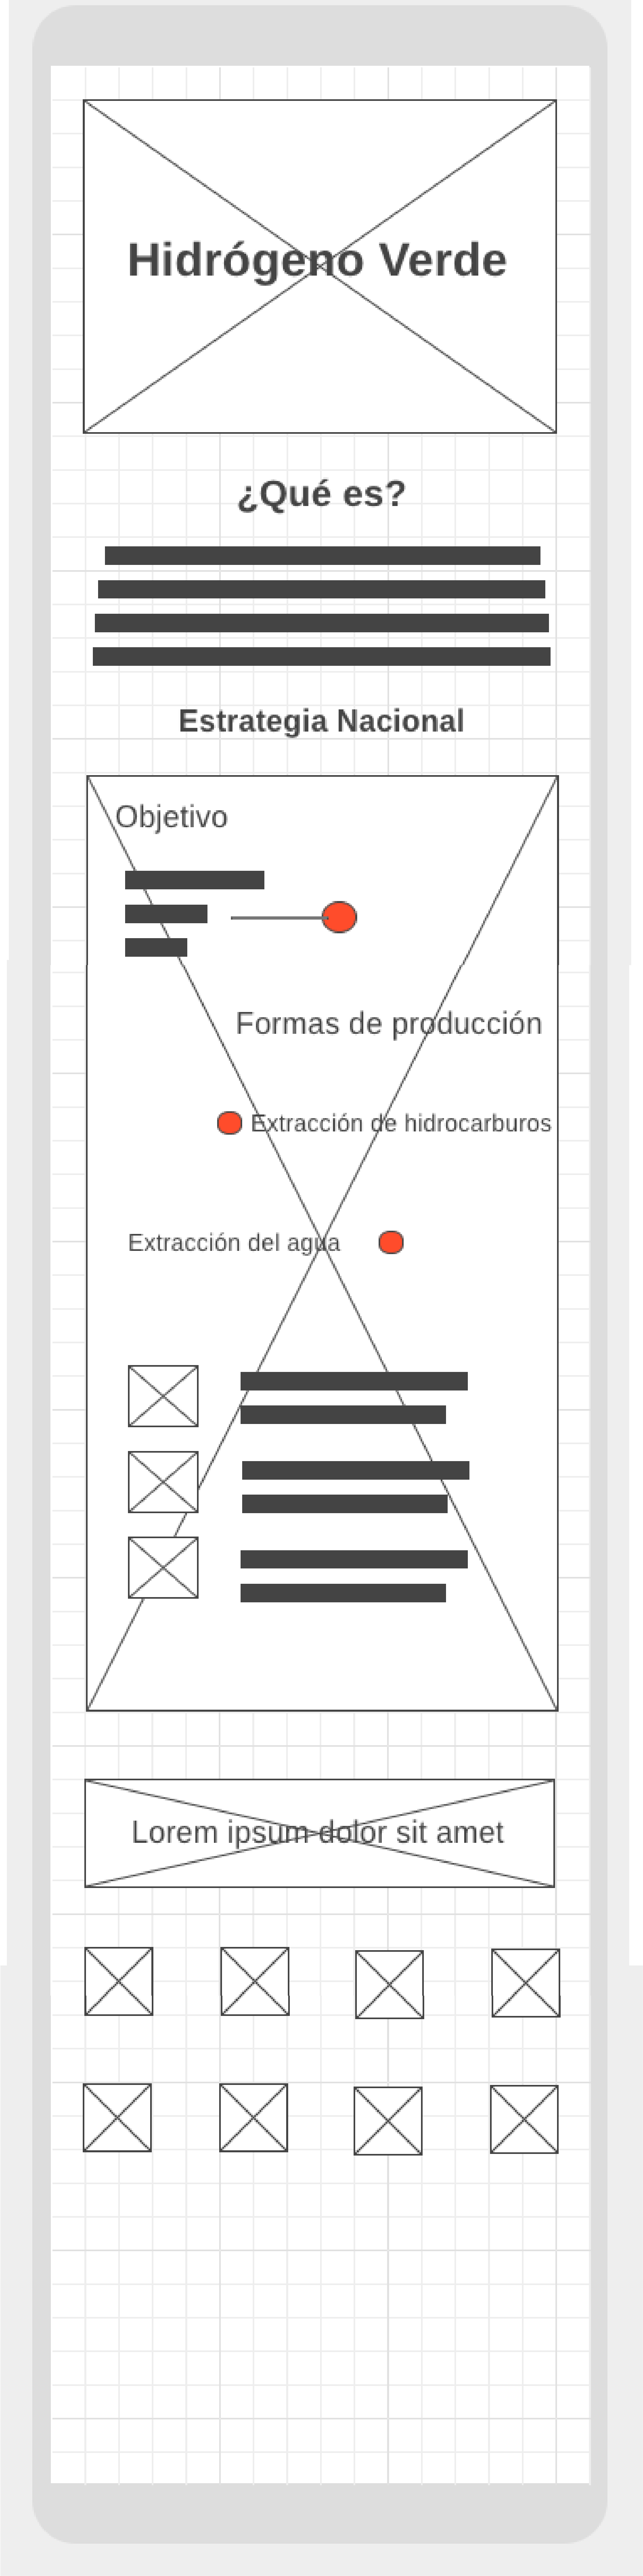 Hidrógeno Verde
¿Qué es?
Estrategia Nacional
Objetivo
Formas de producción
Extracción de hidrocarburos
Extracción del agua
Lorem ipsum dolor sit amet